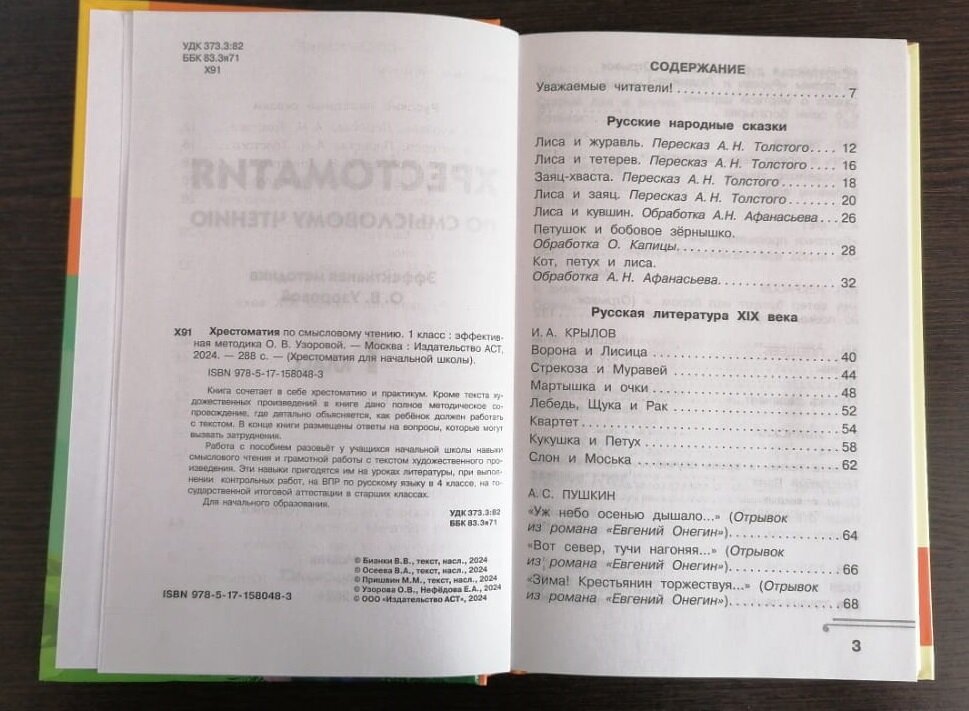 УДК 373.3:82
ББК 83.3я71
Х91
Х91 Хрестоматия по смысловому чтению. 1 класс : эффектив-
ная методика О. В. Узоровой. — Москва : Издательство АСТ,
2024. — 288 с. — (Хрестоматия для начальной школы).
ISBN 978-5-17-158048-3
Книга сочетает в себе хрестоматию и практикум. Кроме текста ху-
дожественных произведений в книге дано полное методическое со-
провождение, где детально объясняется, как ребёнок должен работать
с текстом. В конце книги размещены ответы на вопросы, которые могут
вызвать затруднения.
Работа с пособием разовьёт у учащихся начальной школы навыки
смыслового чтения и грамотной работы с текстом художественного про-
изведения. Эти навыки пригодятся им на уроках литературы, при выпол-
нении контрольных работ, на ВПР по русскому языку в 4 классе, на го-
сударственной итоговой аттестации в старших классах.
Для начального образования.
УДК 373.3:82
ББК 83.3я71
© Бианки В.В., текст, насл., 2024
© Осеева В.А., текст, насл., 2024
© Пришвин М.М., текст, насл., 2024
© Узорова О.В., Нефёдова Е.А., 2024
ISBN 978-5-17-158048-3 © ООО «Издательство АСТ», 2024
СОДЕРЖАНИЕ
Уважаемые читатели! . . . . . . . . . . . . . . . . . . . . . 7
Русские народные сказки
Лиса и журавль. Пересказ А. Н. Толстого. . . . 12
Лиса и тетерев. Пересказ А. Н. Толстого . . . . 16
Заяц-хваста. Пересказ А. Н. Толстого . . . . . . . 18
Лиса и заяц. Пересказ А. Н. Толстого . . . . . . . 20
Лиса и кувшин. Обработка А.Н. Афанасьева . . . 26
Петушок и бобовое зёрнышко.
Обработка О. Капицы. . . . . . . . . . . . . . . . . . . . 28
Кот, петух и лиса.
Обработка А. Н. Афанасьева. . . . . . . . . . . . . . . 32
Русская литература XIX века
И. А. КРЫЛОВ
Ворона и Лисица . . . . . . . . . . . . . . . . . . . . . . . 40
Стрекоза и Муравей . . . . . . . . . . . . . . . . . . . . 44
Мартышка и очки . . . . . . . . . . . . . . . . . . . . . . 48
Лебедь, Щука и Рак . . . . . . . . . . . . . . . . . . . . 52
Квартет . . . . . . . . . . . . . . . . . . . . . . . . . . . . . . 54
Кукушка и Петух . . . . . . . . . . . . . . . . . . . . . . . 58
Слон и Моська . . . . . . . . . . . . . . . . . . . . . . . . 62
А. С. ПУШКИН
«Уж небо осенью дышало...» (Отрывок
из романа «Евгений Онегин»). . . . . . . . . . . . . . 64
«Вот север, тучи нагоняя...» (Отрывок
из романа «Евгений Онегин»). . . . . . . . . . . . . . 66
«Зима! Крестьянин торжествуя...» (Отрывок
из романа «Евгений Онегин»). . . . . . . . . . . . . . 68
3